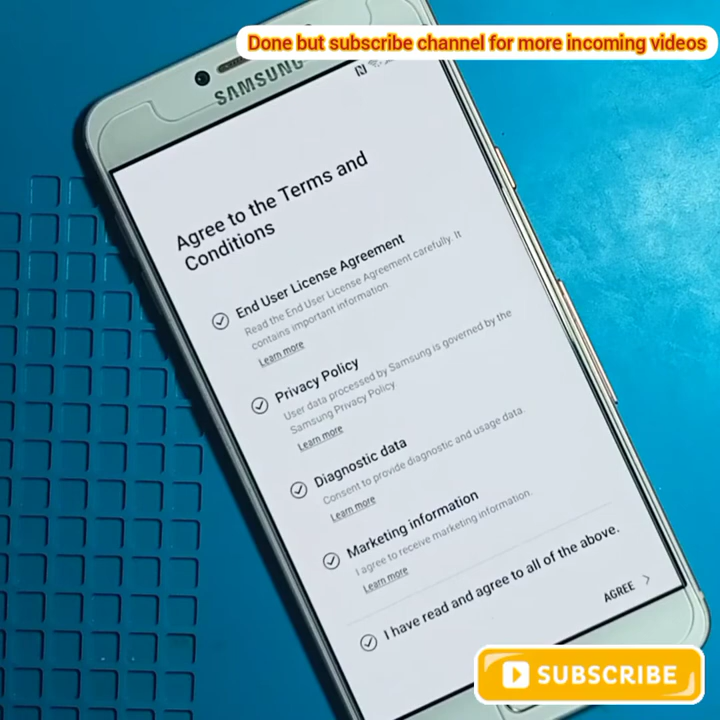 Done but subscribe channel for more incoming videos
SAMSUNG
Agree to the Terms and
Conditions
End User License Agreement
Read the End User License Agreement carefully. It
contains important information.
Learn more
Privacy Policy
User data processed by Samsung is governed by the
Samsung Privacy Policy.
Learn more
Diagnostic data
Consent to provide diagnostic and usage data.
Learn more
Marketing information
I agree to receive marketing information.
Learn more
I have read and agree to all of the above.
AGREE
SUBSCRIBE